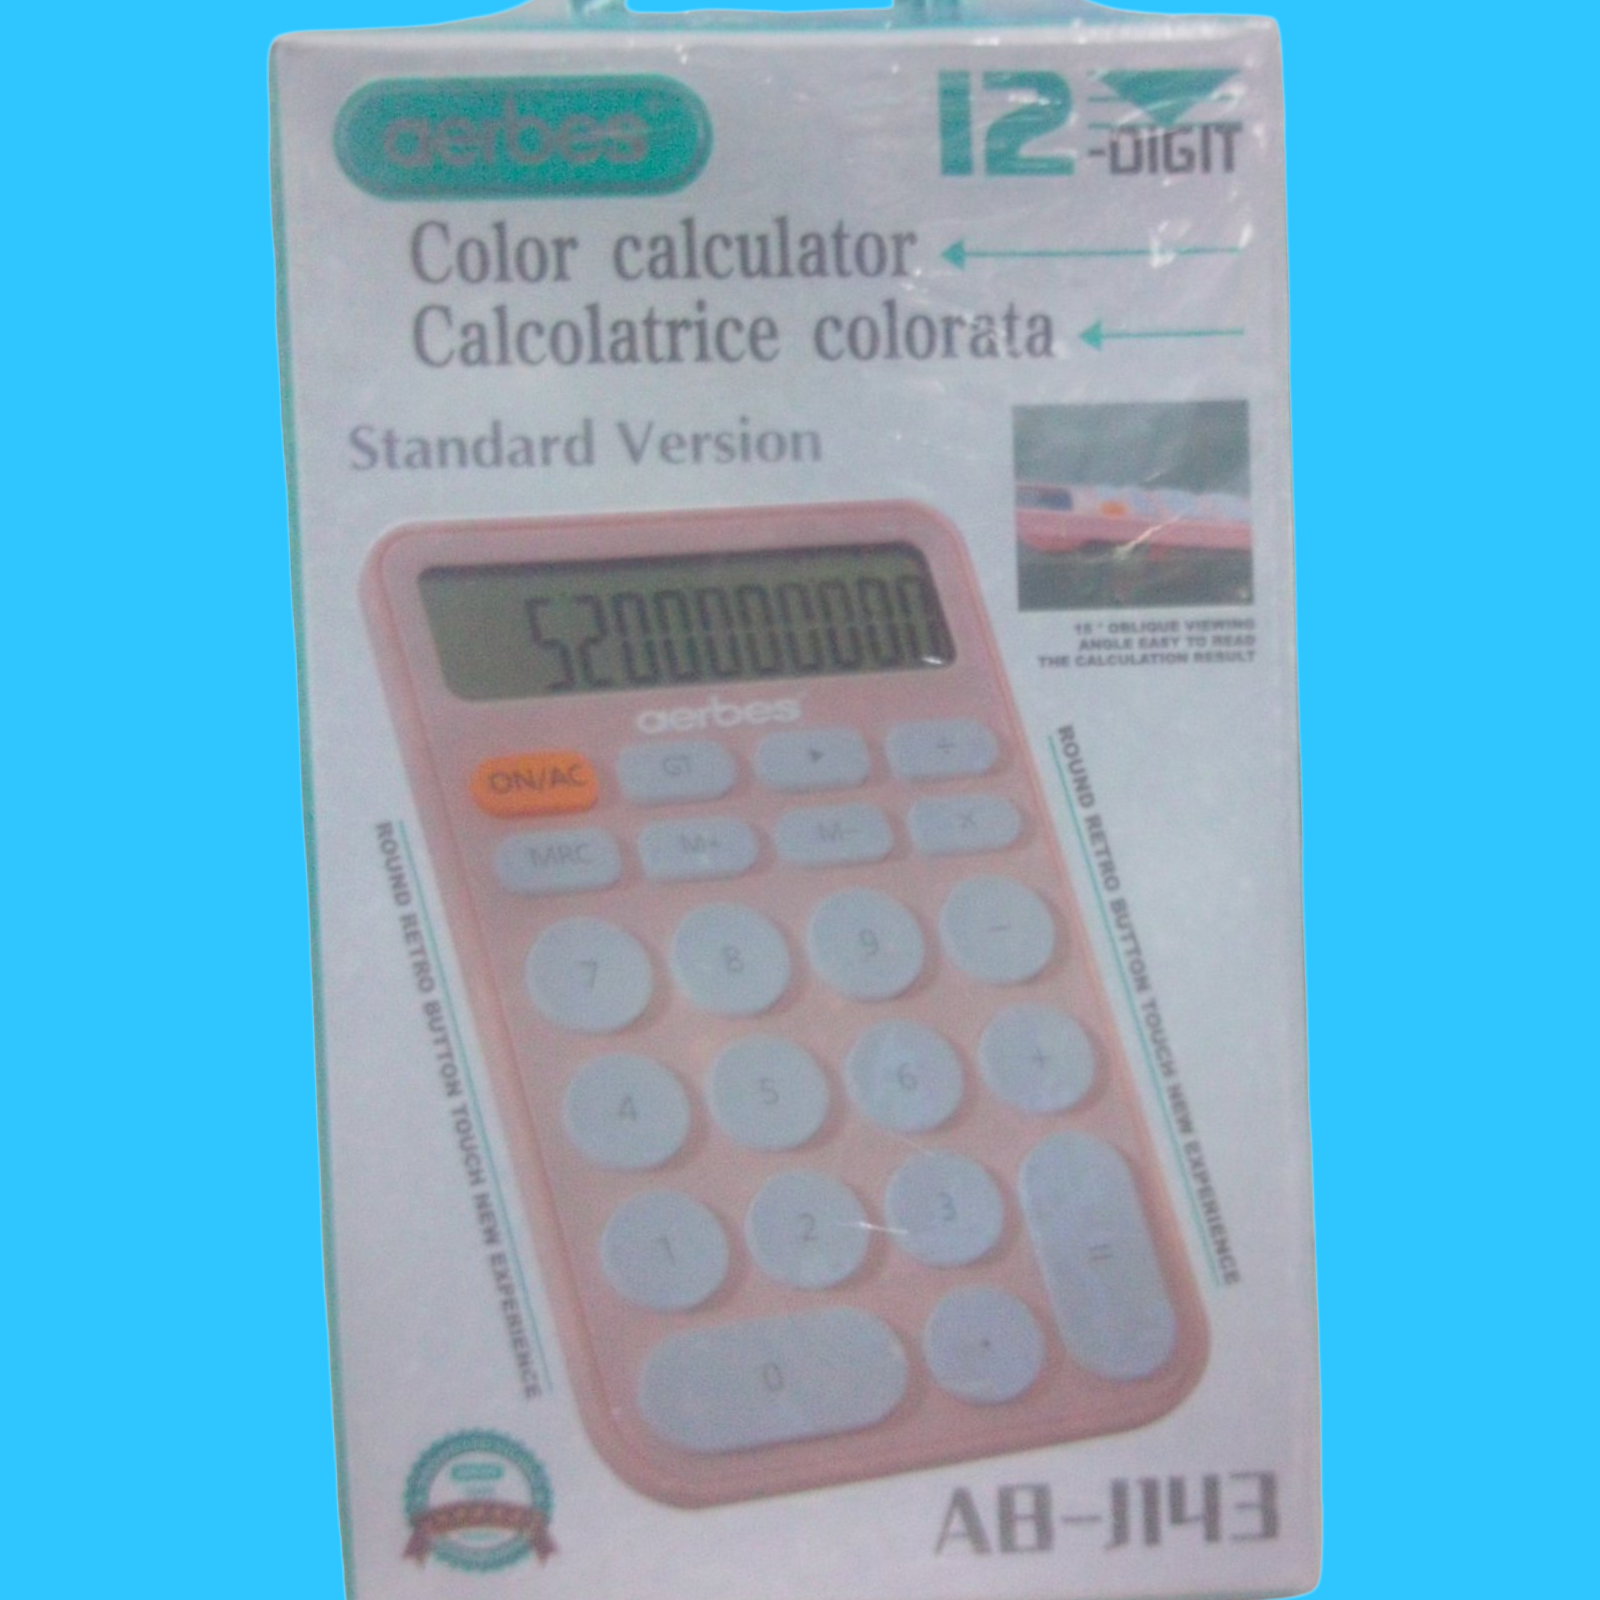 aerbes
12-DIGIT
Color calculator
Calcolatrice colorata
Standard Version
15° OBLIQUE VIEWING
ANGLE EASY TO READ
THE CALCULATION RESULT
aerbes
ON/AC GT ▶ ÷
MRC M+ M− ×
7 8 9 −
4 5 6 +
1 2 3 =
0 .
ROUND RETRO BUTTON TOUCH NEW EXPERIENCE
ROUND RETRO BUTTON TOUCH NEW EXPERIENCE
AB-J143